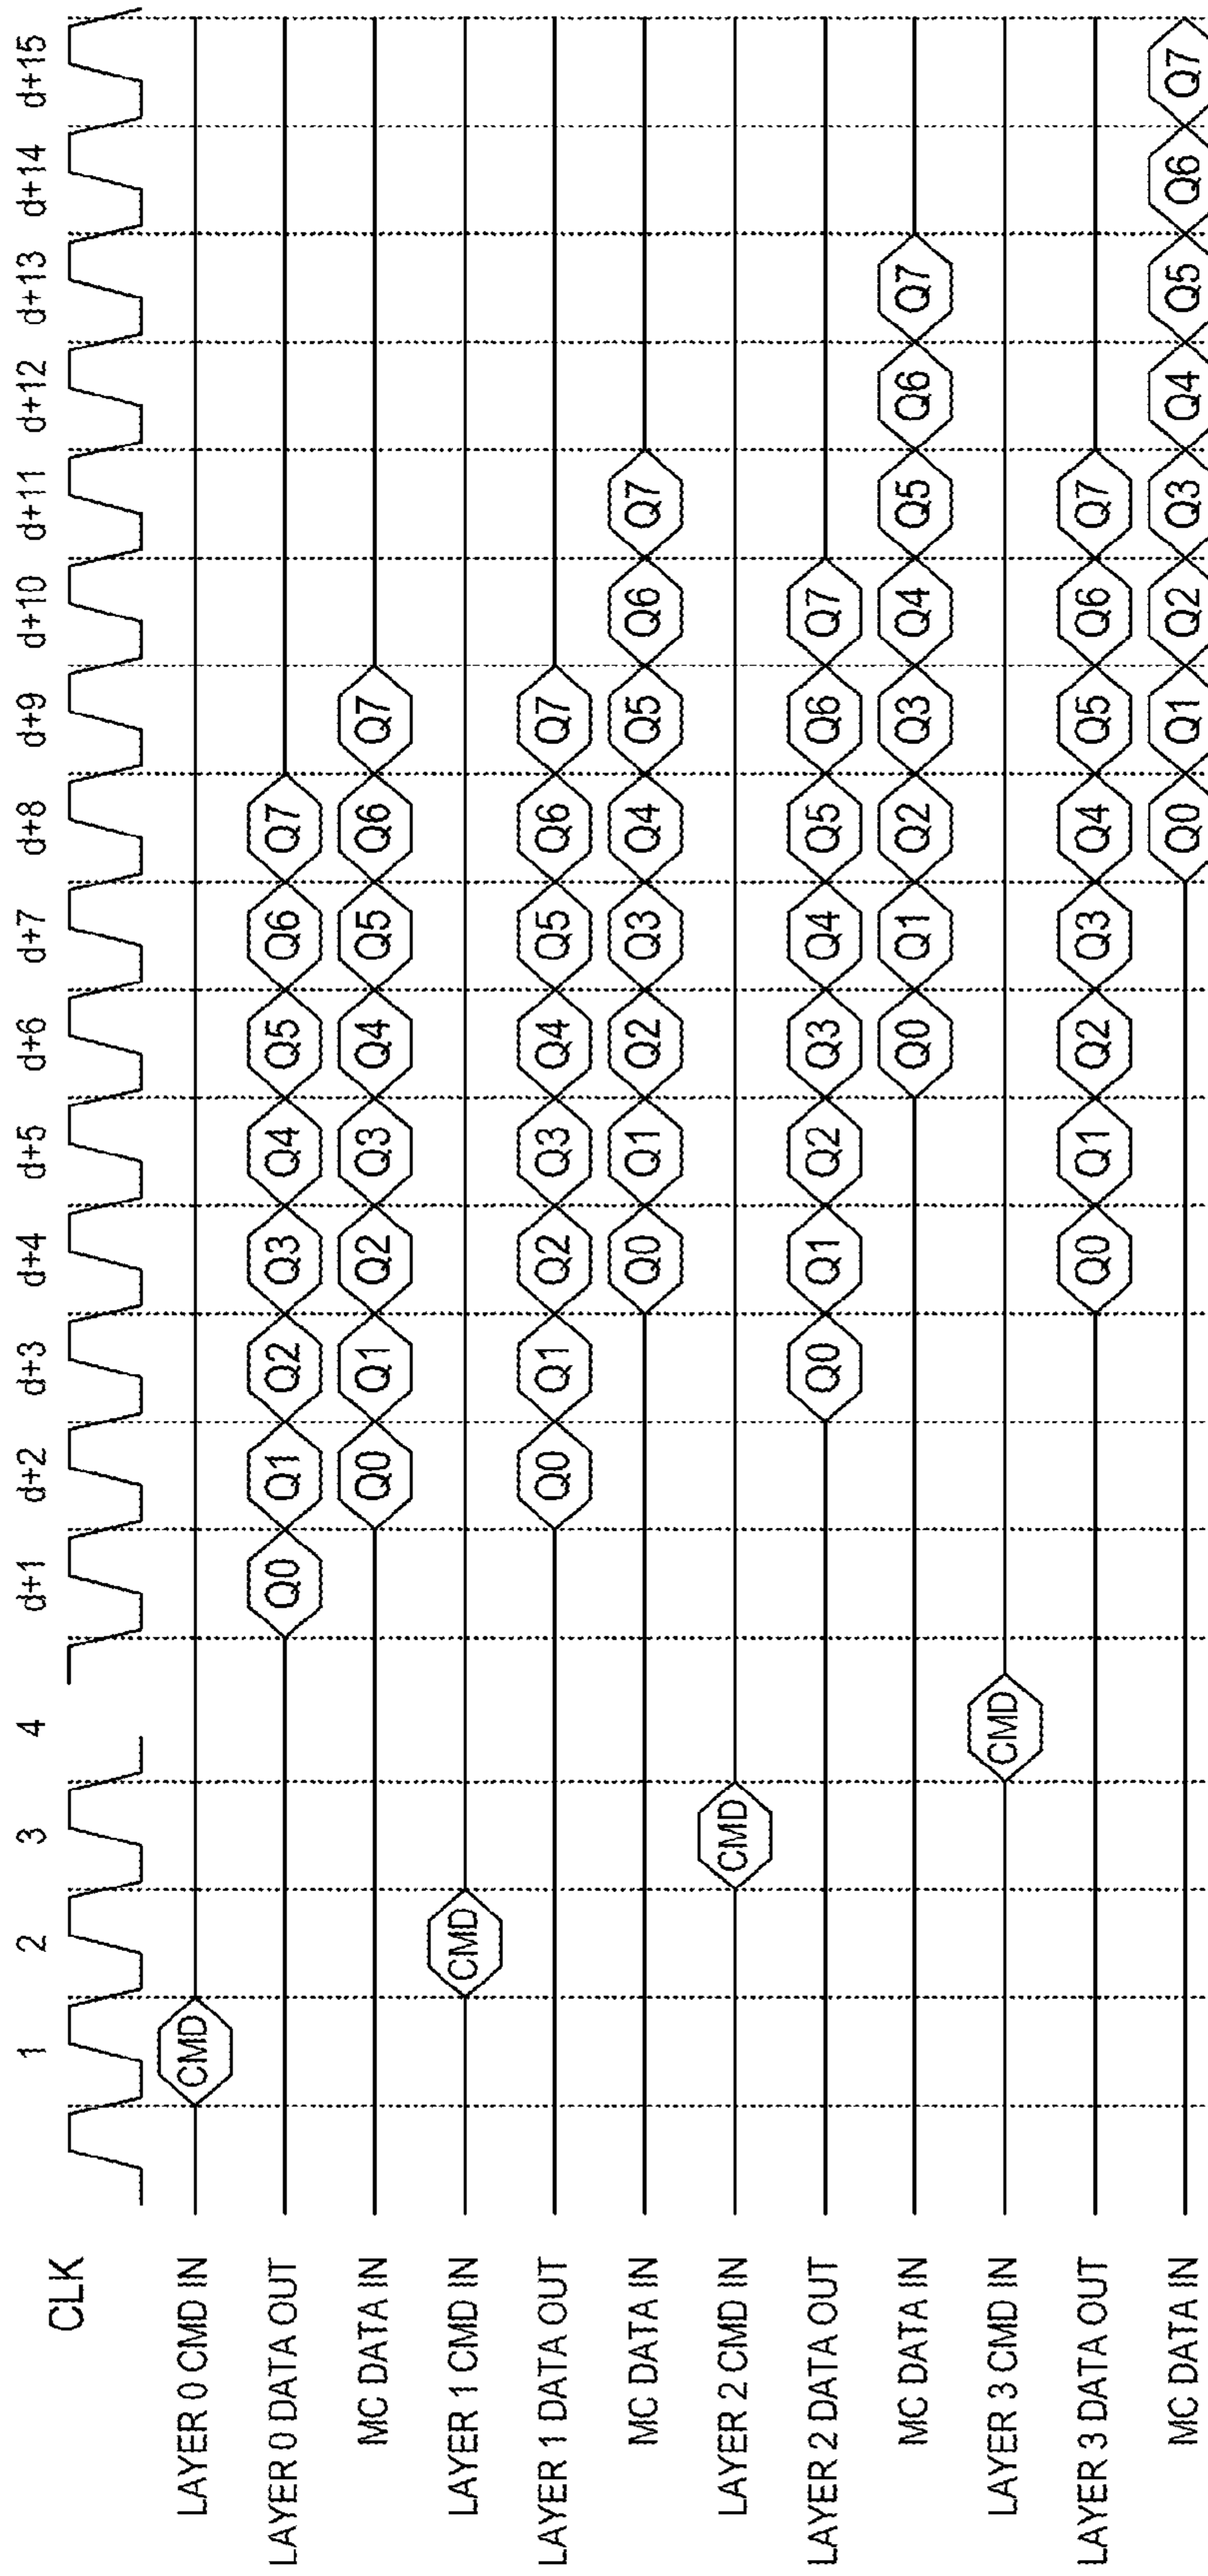 CLK 1 2 3 4 d+1 d+2 d+3 d+4 d+5 d+6 d+7 d+8 d+9 d+10 d+11 d+12 d+13 d+14 d+15
LAYER 0 CMD IN CMD
LAYER 0 DATA OUT Q0 Q1 Q2 Q3 Q4 Q5 Q6 Q7
MC DATA IN Q0 Q1 Q2 Q3 Q4 Q5 Q6 Q7
LAYER 1 CMD IN CMD
LAYER 1 DATA OUT Q0 Q1 Q2 Q3 Q4 Q5 Q6 Q7
MC DATA IN Q0 Q1 Q2 Q3 Q4 Q5 Q6 Q7
LAYER 2 CMD IN CMD
LAYER 2 DATA OUT Q0 Q1 Q2 Q3 Q4 Q5 Q6 Q7
MC DATA IN Q0 Q1 Q2 Q3 Q4 Q5 Q6 Q7
LAYER 3 CMD IN CMD
LAYER 3 DATA OUT Q0 Q1 Q2 Q3 Q4 Q5 Q6 Q7
MC DATA IN Q0 Q1 Q2 Q3 Q4 Q5 Q6 Q7